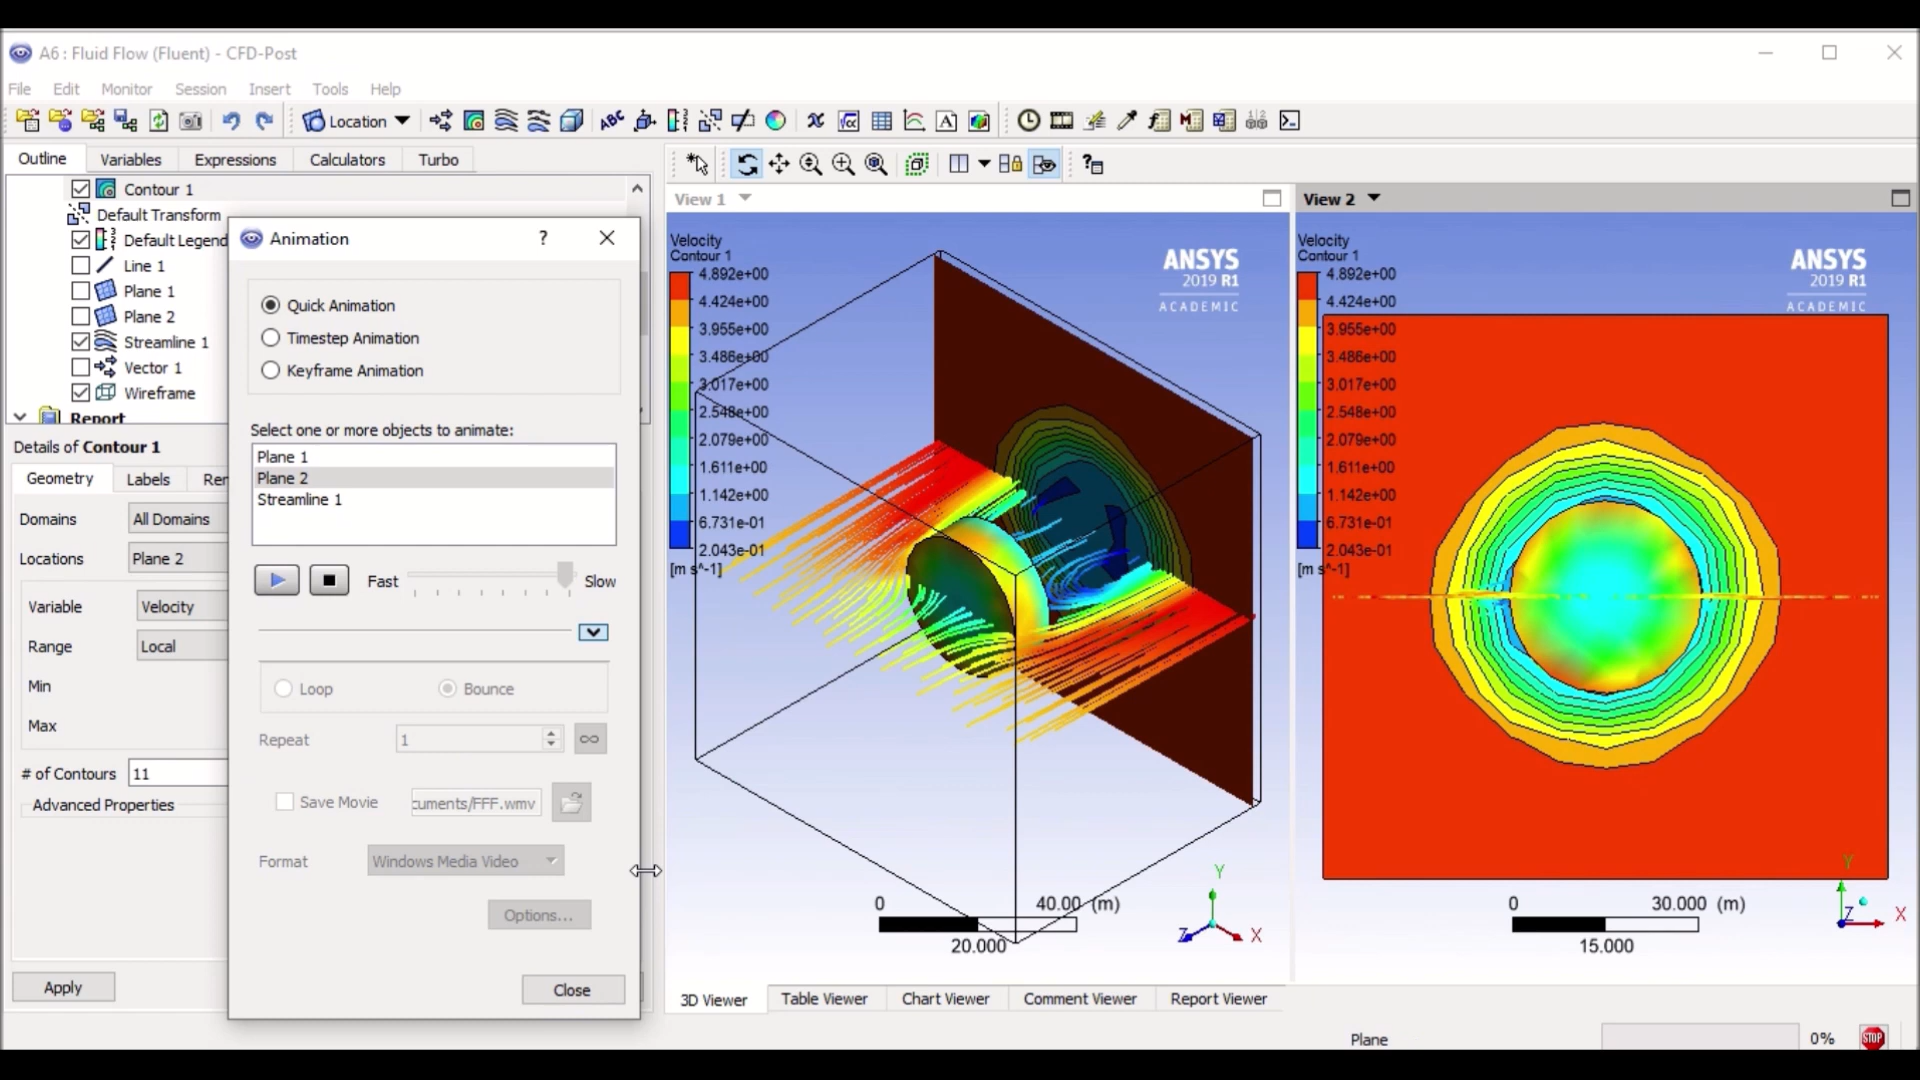 A6 : Fluid Flow (Fluent) - CFD-Post
File Edit Monitor Session Insert Tools Help
Location
Outline Variables Expressions Calculators Turbo
Contour 1
Default Transform
Default Legend
Line 1
Plane 1
Plane 2
Streamline 1
Vector 1
Wireframe
Report
Details of Contour 1
Geometry Labels Ren
Domains All Domains
Locations Plane 2
Variable Velocity
Range Local
Min
Max
# of Contours 11
Advanced Properties
Apply
Animation ?
Quick Animation
Timestep Animation
Keyframe Animation
Select one or more objects to animate:
Plane 1
Plane 2
Streamline 1
Fast Slow
Loop Bounce
Repeat 1 ∞
Save Movie cuments/FFF.wmv
Format Windows Media Video
Options...
Close
View 1
Velocity
Contour 1
4.892e+00
4.424e+00
3.955e+00
3.486e+00
3.017e+00
2.548e+00
2.079e+00
1.611e+00
1.142e+00
6.731e-01
2.043e-01
[m s^-1]
ANSYS
2019 R1
ACADEMIC
0 40.00 (m)
20.000
Y
Z X
View 2
Velocity
Contour 1
4.892e+00
4.424e+00
3.955e+00
3.486e+00
3.017e+00
2.548e+00
2.079e+00
1.611e+00
1.142e+00
6.731e-01
2.043e-01
[m s^-1]
ANSYS
2019 R1
ACADEMIC
0 30.000 (m)
15.000
Y
Z X
3D Viewer Table Viewer Chart Viewer Comment Viewer Report Viewer
Plane 0% STOP